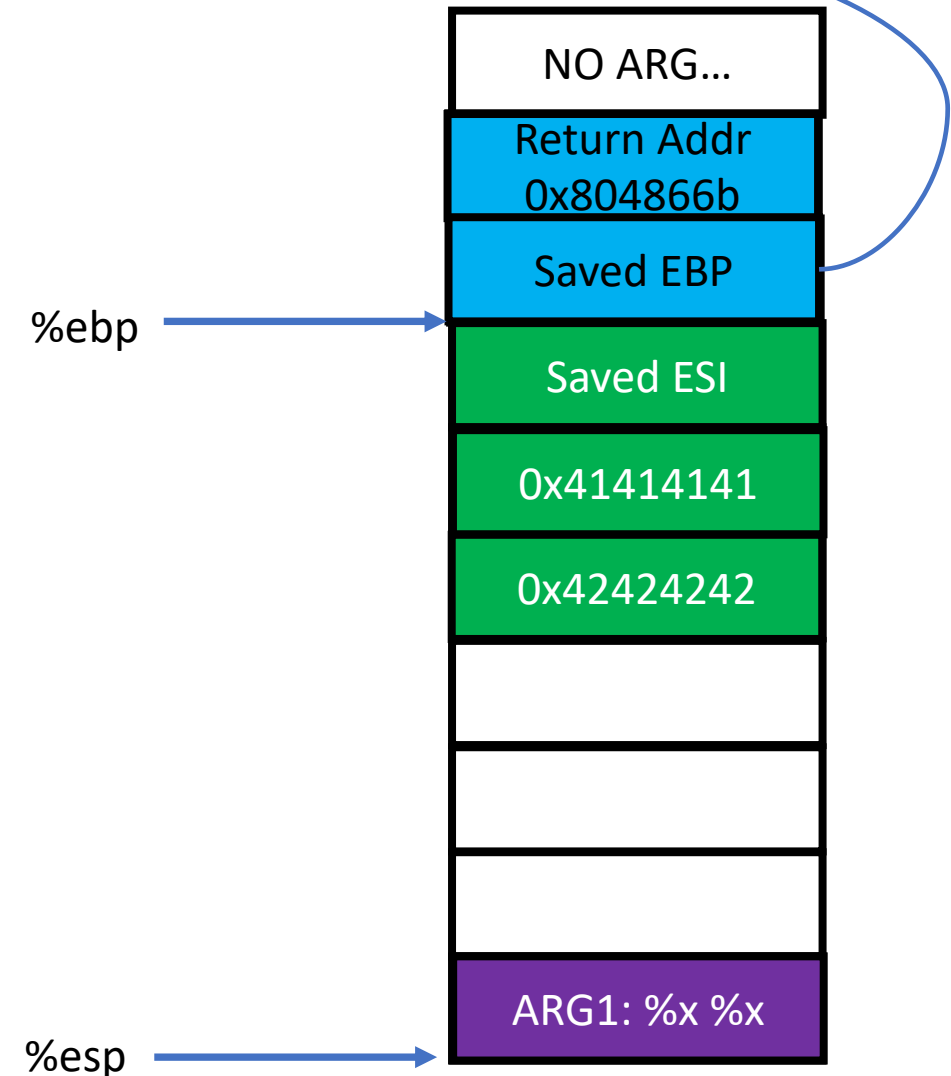 NO ARG…
Return Addr
0x804866b
Saved EBP
%ebp
Saved ESI
0x41414141
0x42424242
ARG1: %x %x
%esp